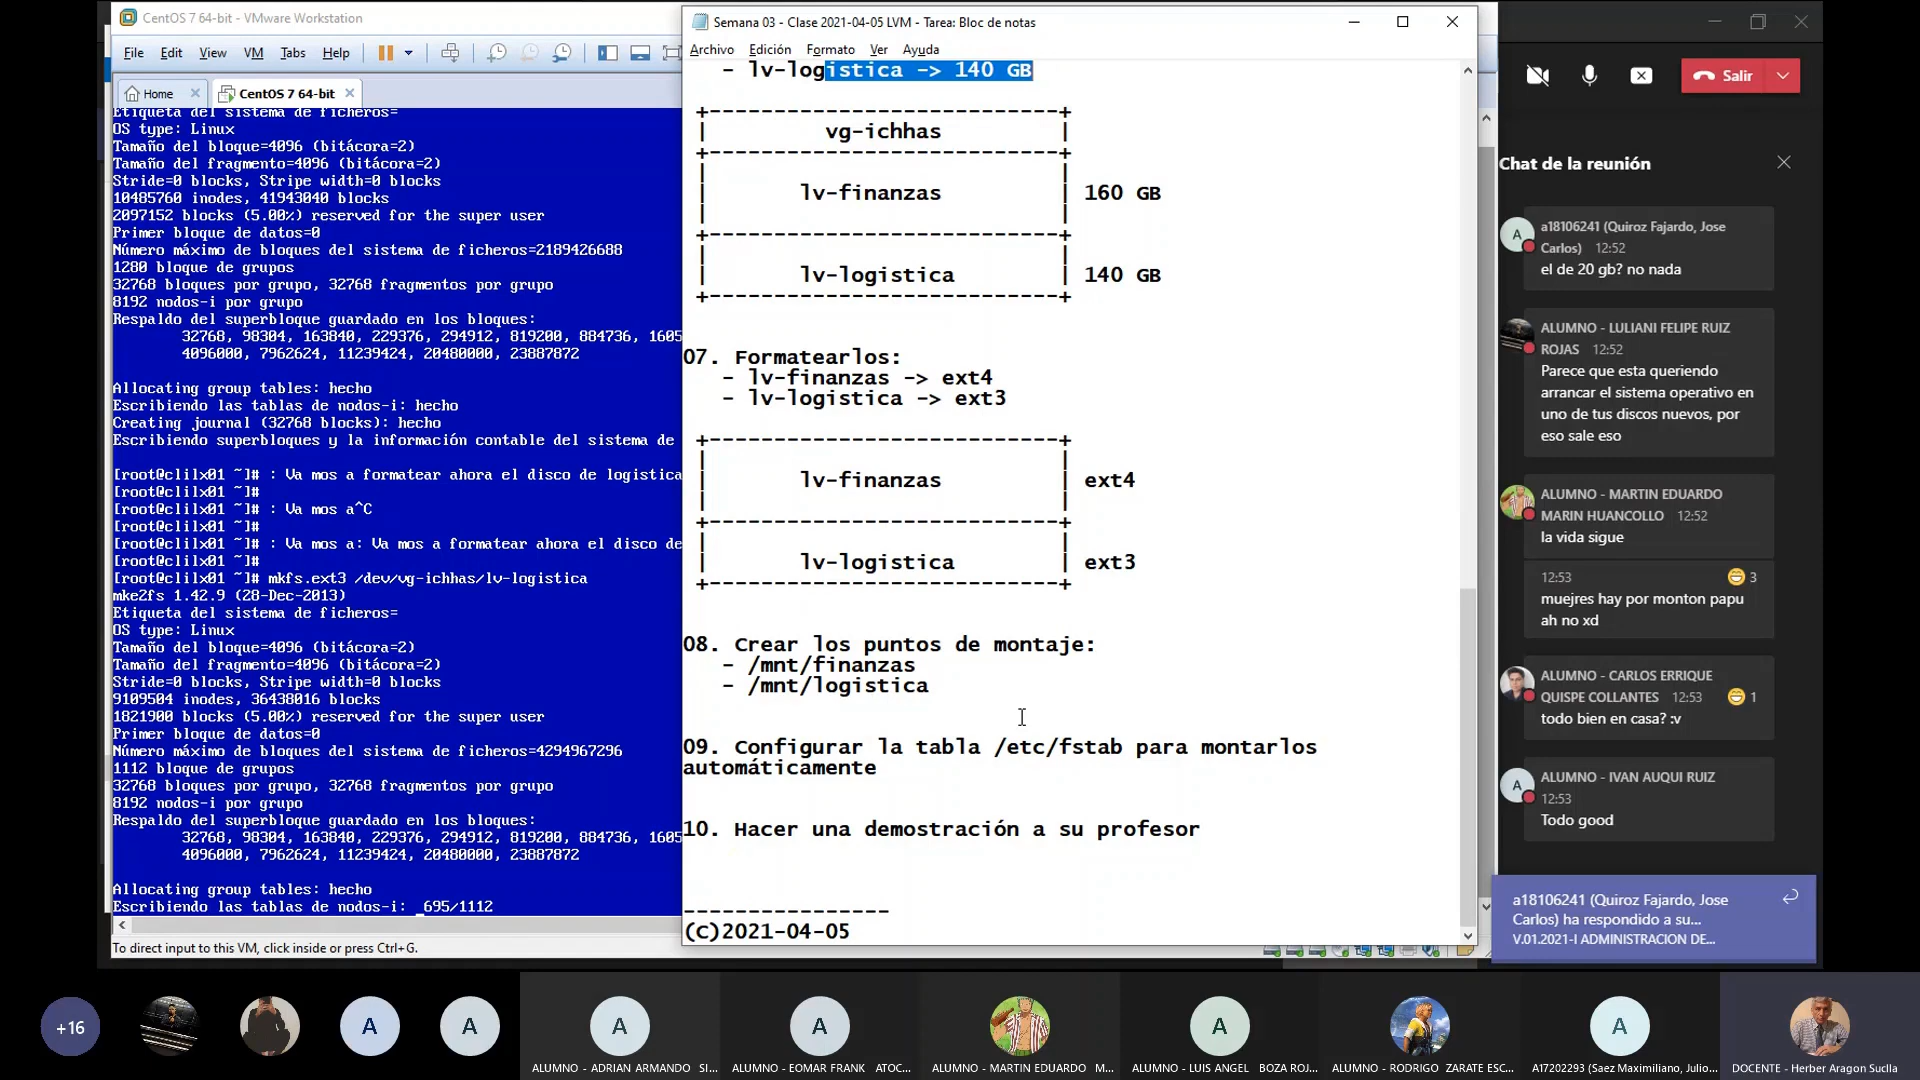 CentOS 7 64-bit - VMware Workstation
File Edit View VM Tabs Help
Home
CentOS 7 64-bit
Etiqueta del sistema de ficheros=
OS type: Linux
Tamaño del bloque=4096 (bitácora=2)
Tamaño del fragmento=4096 (bitácora=2)
Stride=0 blocks, Stripe width=0 blocks
10485760 inodes, 41943040 blocks
2097152 blocks (5.00%) reserved for the super user
Primer bloque de datos=0
Número máximo de bloques del sistema de ficheros=2189426688
1280 bloque de grupos
32768 bloques por grupo, 32768 fragmentos por grupo
8192 nodos-i por grupo
Respaldo del superbloque guardado en los bloques:
32768, 98304, 163840, 229376, 294912, 819200, 884736, 1605
4096000, 7962624, 11239424, 20480000, 23887872
Allocating group tables: hecho
Escribiendo las tablas de nodos-i: hecho
Creating journal (32768 blocks): hecho
Escribiendo superbloques y la información contable del sistema de
[root@clilx01 ~]# : Va mos a formatear ahora el disco de logistica
[root@clilx01 ~]#
[root@clilx01 ~]# : Va mos a^C
[root@clilx01 ~]#
[root@clilx01 ~]# : Va mos a: Va mos a formatear ahora el disco de
[root@clilx01 ~]#
[root@clilx01 ~]# mkfs.ext3 /dev/vg-ichhas/lv-logistica
mke2fs 1.42.9 (28-Dec-2013)
Etiqueta del sistema de ficheros=
OS type: Linux
Tamaño del bloque=4096 (bitácora=2)
Tamaño del fragmento=4096 (bitácora=2)
Stride=0 blocks, Stripe width=0 blocks
9109504 inodes, 36438016 blocks
1821900 blocks (5.00%) reserved for the super user
Primer bloque de datos=0
Número máximo de bloques del sistema de ficheros=4294967296
1112 bloque de grupos
32768 bloques por grupo, 32768 fragmentos por grupo
8192 nodos-i por grupo
Respaldo del superbloque guardado en los bloques:
32768, 98304, 163840, 229376, 294912, 819200, 884736, 1605
4096000, 7962624, 11239424, 20480000, 23887872
Allocating group tables: hecho
Escribiendo las tablas de nodos-i: _695/1112
To direct input to this VM, click inside or press Ctrl+G.
Semana 03 - Clase 2021-04-05 LVM - Tarea: Bloc de notas
Archivo Edición Formato Ver Ayuda
- lv-logistica -> 140 GB
+---------------------------+
| vg-ichhas |
+---------------------------+
| lv-finanzas | 160 GB
+---------------------------+
| lv-logistica | 140 GB
+---------------------------+
07. Formatearlos:
- lv-finanzas -> ext4
- lv-logistica -> ext3
+---------------------------+
| lv-finanzas | ext4
+---------------------------+
| lv-logistica | ext3
+---------------------------+
08. Crear los puntos de montaje:
- /mnt/finanzas
- /mnt/logistica
09. Configurar la tabla /etc/fstab para montarlos
automáticamente
10. Hacer una demostración a su profesor
----------------
(c)2021-04-05
Salir
Chat de la reunión
a18106241 (Quiroz Fajardo, Jose
Carlos) 12:52
el de 20 gb? no nada
ALUMNO - LULIANI FELIPE RUIZ
ROJAS 12:52
Parece que esta queriendo
arrancar el sistema operativo en
uno de tus discos nuevos, por
eso sale eso
ALUMNO - MARTIN EDUARDO
MARIN HUANCOLLO 12:52
la vida sigue
12:53 3
muejres hay por monton papu
ah no xd
ALUMNO - CARLOS ERRIQUE
QUISPE COLLANTES 12:53 1
todo bien en casa? :v
ALUMNO - IVAN AUQUI RUIZ
12:53
Todo good
a18106241 (Quiroz Fajardo, Jose
Carlos) ha respondido a su...
V.01.2021-I ADMINISTRACION DE...
+16
A
A
A
A
A
A
ALUMNO - ADRIAN ARMANDO SI...
ALUMNO - EOMAR FRANK ATOC...
ALUMNO - MARTIN EDUARDO M...
ALUMNO - LUIS ANGEL BOZA ROJ...
ALUMNO - RODRIGO ZARATE ESC...
A17202293 (Saez Maximiliano, Julio...
DOCENTE - Herber Aragon Suclla